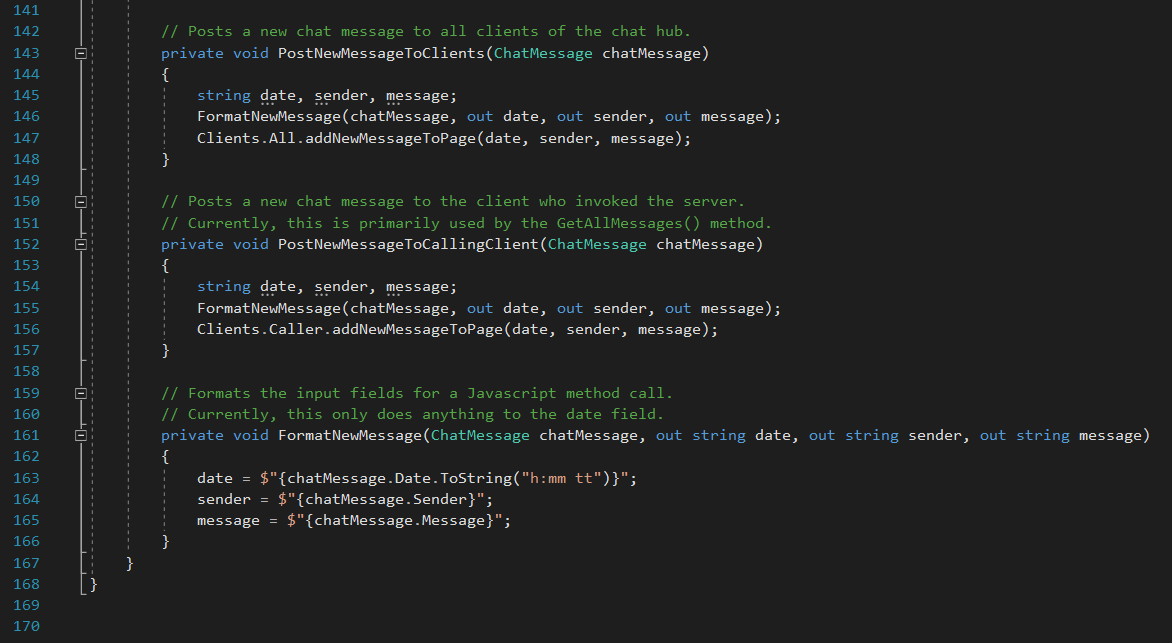 141
142 // Posts a new chat message to all clients of the chat hub.
143 private void PostNewMessageToClients(ChatMessage chatMessage)
144 {
145 string date, sender, message;
146 FormatNewMessage(chatMessage, out date, out sender, out message);
147 Clients.All.addNewMessageToPage(date, sender, message);
148 }
149
150 // Posts a new chat message to the client who invoked the server.
151 // Currently, this is primarily used by the GetAllMessages() method.
152 private void PostNewMessageToCallingClient(ChatMessage chatMessage)
153 {
154 string date, sender, message;
155 FormatNewMessage(chatMessage, out date, out sender, out message);
156 Clients.Caller.addNewMessageToPage(date, sender, message);
157 }
158
159 // Formats the input fields for a Javascript method call.
160 // Currently, this only does anything to the date field.
161 private void FormatNewMessage(ChatMessage chatMessage, out string date, out string sender, out string message)
162 {
163 date = $"{chatMessage.Date.ToString("h:mm tt")}";
164 sender = $"{chatMessage.Sender}";
165 message = $"{chatMessage.Message}";
166 }
167 }
168 }
169
170